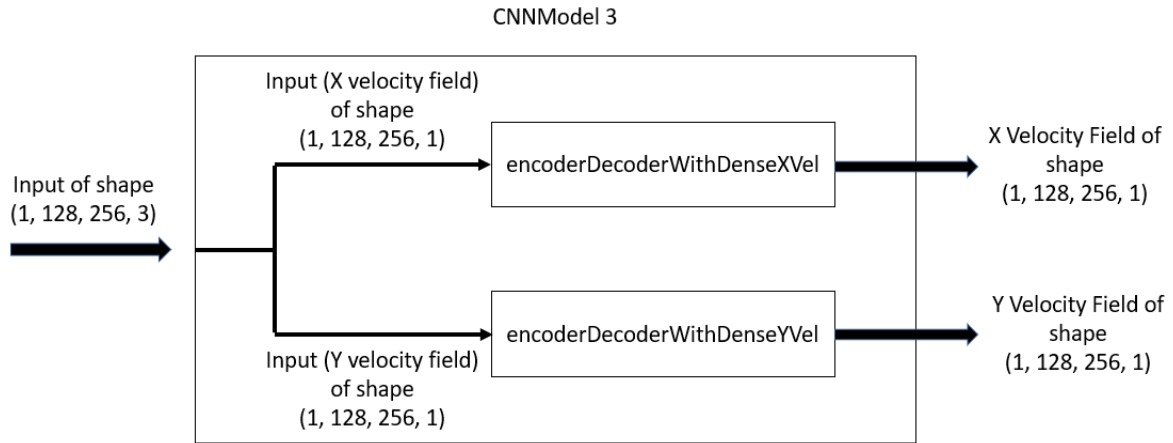 CNNModel 3
Input of shape
(1, 128, 256, 3)
Input (X velocity field)
of shape
(1, 128, 256, 1)
encoderDecoderWithDenseXVel
X Velocity Field of
shape
(1, 128, 256, 1)
Input (Y velocity field)
of shape
(1, 128, 256, 1)
encoderDecoderWithDenseYVel
Y Velocity Field of
shape
(1, 128, 256, 1)